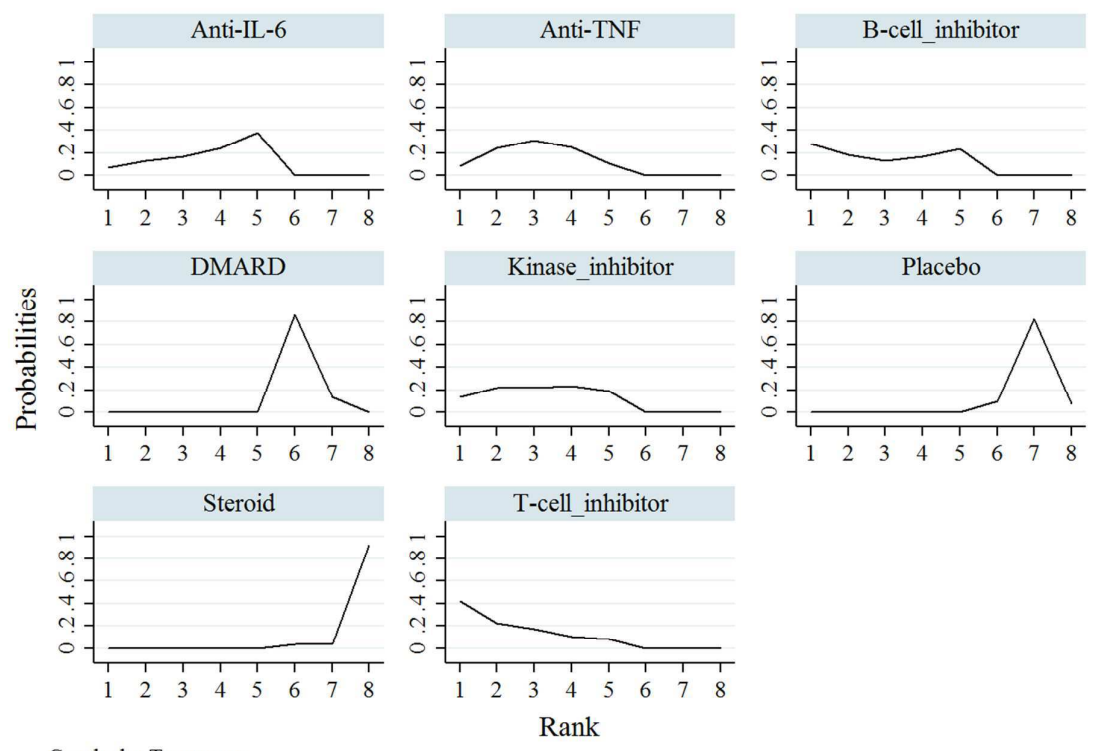 Anti-IL-6 Anti-TNF B-cell_inhibitor
0 .2 .4 .6 .8 1 0 .2 .4 .6 .8 1 0 .2 .4 .6 .8 1
1 2 3 4 5 6 7 8 1 2 3 4 5 6 7 8 1 2 3 4 5 6 7 8
DMARD Kinase_inhibitor Placebo
Probabilities
0 .2 .4 .6 .8 1 0 .2 .4 .6 .8 1 0 .2 .4 .6 .8 1
1 2 3 4 5 6 7 8 1 2 3 4 5 6 7 8 1 2 3 4 5 6 7 8
Steroid T-cell_inhibitor
0 .2 .4 .6 .8 1 0 .2 .4 .6 .8 1
1 2 3 4 5 6 7 8 1 2 3 4 5 6 7 8
Rank